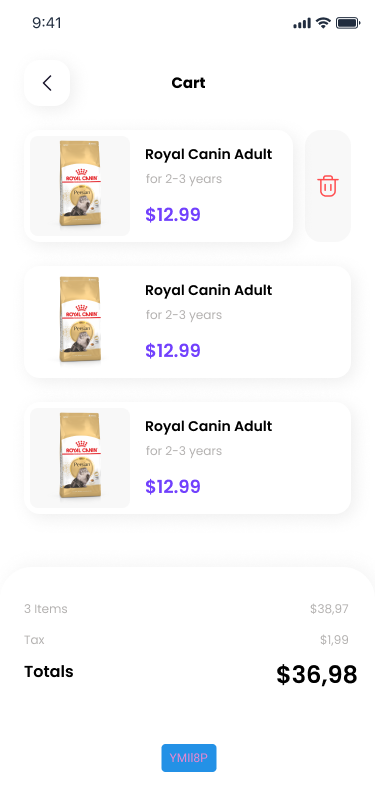 9:41
Cart
ROYAL CANIN
Persian
Royal Canin Adult
for 2-3 years
$12.99
ROYAL CANIN
Persian
Royal Canin Adult
for 2-3 years
$12.99
ROYAL CANIN
Persian
Royal Canin Adult
for 2-3 years
$12.99
3 Items $38,97
Tax $1,99
Totals $36,98